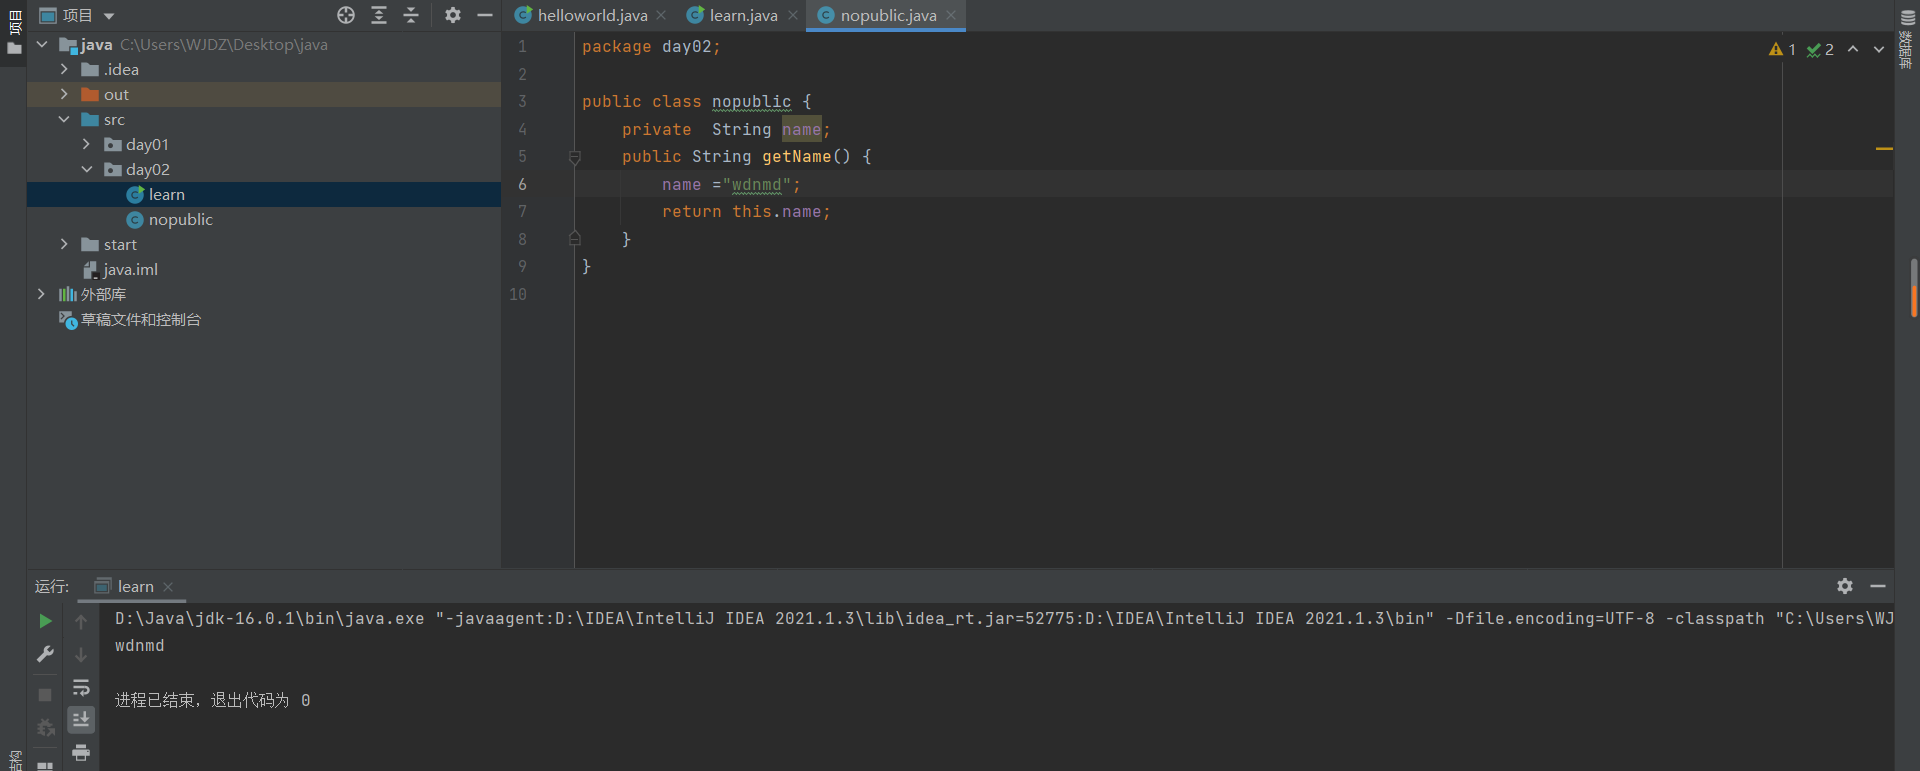 项目
helloworld.java
learn.java
nopublic.java
项目
数据库
java C:\Users\WJDZ\Desktop\java
.idea
out
src
day01
day02
learn
nopublic
start
java.iml
外部库
草稿文件和控制台
1 package day02;
2
3 public class nopublic {
4 private  String name;
5 public String getName() {
6 name ="wdnmd";
7 return this.name;
8 }
9 }
10
1 2
运行: learn
D:\Java\jdk-16.0.1\bin\java.exe "-javaagent:D:\IDEA\IntelliJ IDEA 2021.1.3\lib\idea_rt.jar=52775:D:\IDEA\IntelliJ IDEA 2021.1.3\bin" -Dfile.encoding=UTF-8 -classpath "C:\Users\WJ
wdnmd
进程已结束，退出代码为 0